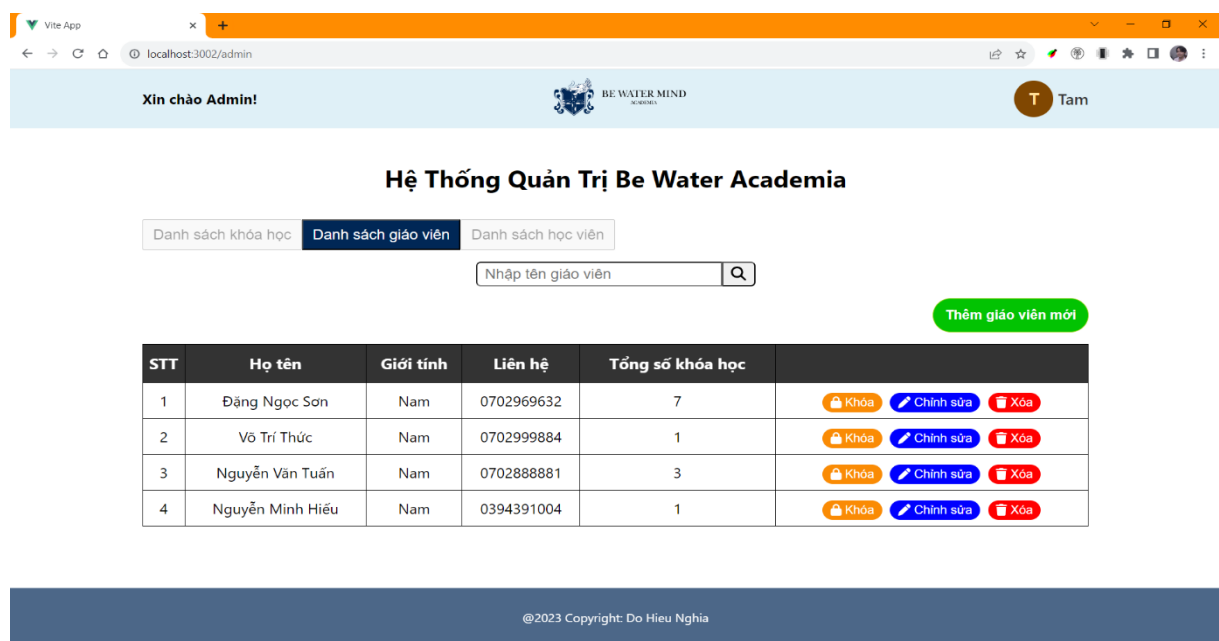 Vite App
localhost:3002/admin
Xin chào Admin!
BE WATER MIND
ACADEMIA
T Tam
Hệ Thống Quản Trị Be Water Academia
Danh sách khóa học Danh sách giáo viên Danh sách học viên
Nhập tên giáo viên
Thêm giáo viên mới
STT Họ tên Giới tính Liên hệ Tổng số khóa học
1 Đặng Ngọc Sơn Nam 0702969632 7 Khóa Chỉnh sửa Xóa
2 Võ Trí Thức Nam 0702999884 1 Khóa Chỉnh sửa Xóa
3 Nguyễn Văn Tuấn Nam 0702888881 3 Khóa Chỉnh sửa Xóa
4 Nguyễn Minh Hiếu Nam 0394391004 1 Khóa Chỉnh sửa Xóa
@2023 Copyright: Do Hieu Nghia